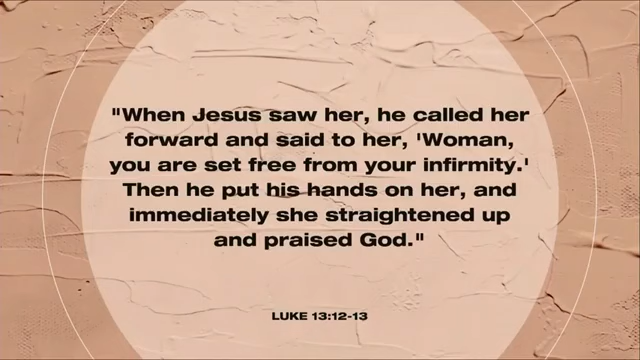 "When Jesus saw her, he called her
forward and said to her, 'Woman,
you are set free from your infirmity.'
Then he put his hands on her, and
immediately she straightened up
and praised God."
LUKE 13:12-13